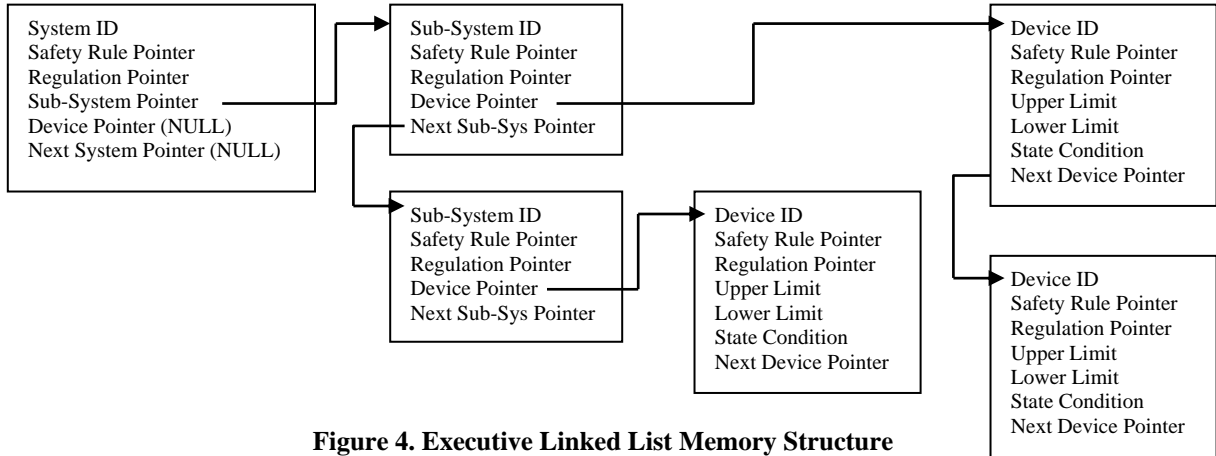 System ID
Safety Rule Pointer
Regulation Pointer
Sub-System Pointer
Device Pointer (NULL)
Next System Pointer (NULL)
Sub-System ID
Safety Rule Pointer
Regulation Pointer
Device Pointer
Next Sub-Sys Pointer
Device ID
Safety Rule Pointer
Regulation Pointer
Upper Limit
Lower Limit
State Condition
Next Device Pointer
Sub-System ID
Safety Rule Pointer
Regulation Pointer
Device Pointer
Next Sub-Sys Pointer
Device ID
Safety Rule Pointer
Regulation Pointer
Upper Limit
Lower Limit
State Condition
Next Device Pointer
Device ID
Safety Rule Pointer
Regulation Pointer
Upper Limit
Lower Limit
State Condition
Next Device Pointer
Figure 4. Executive Linked List Memory Structure